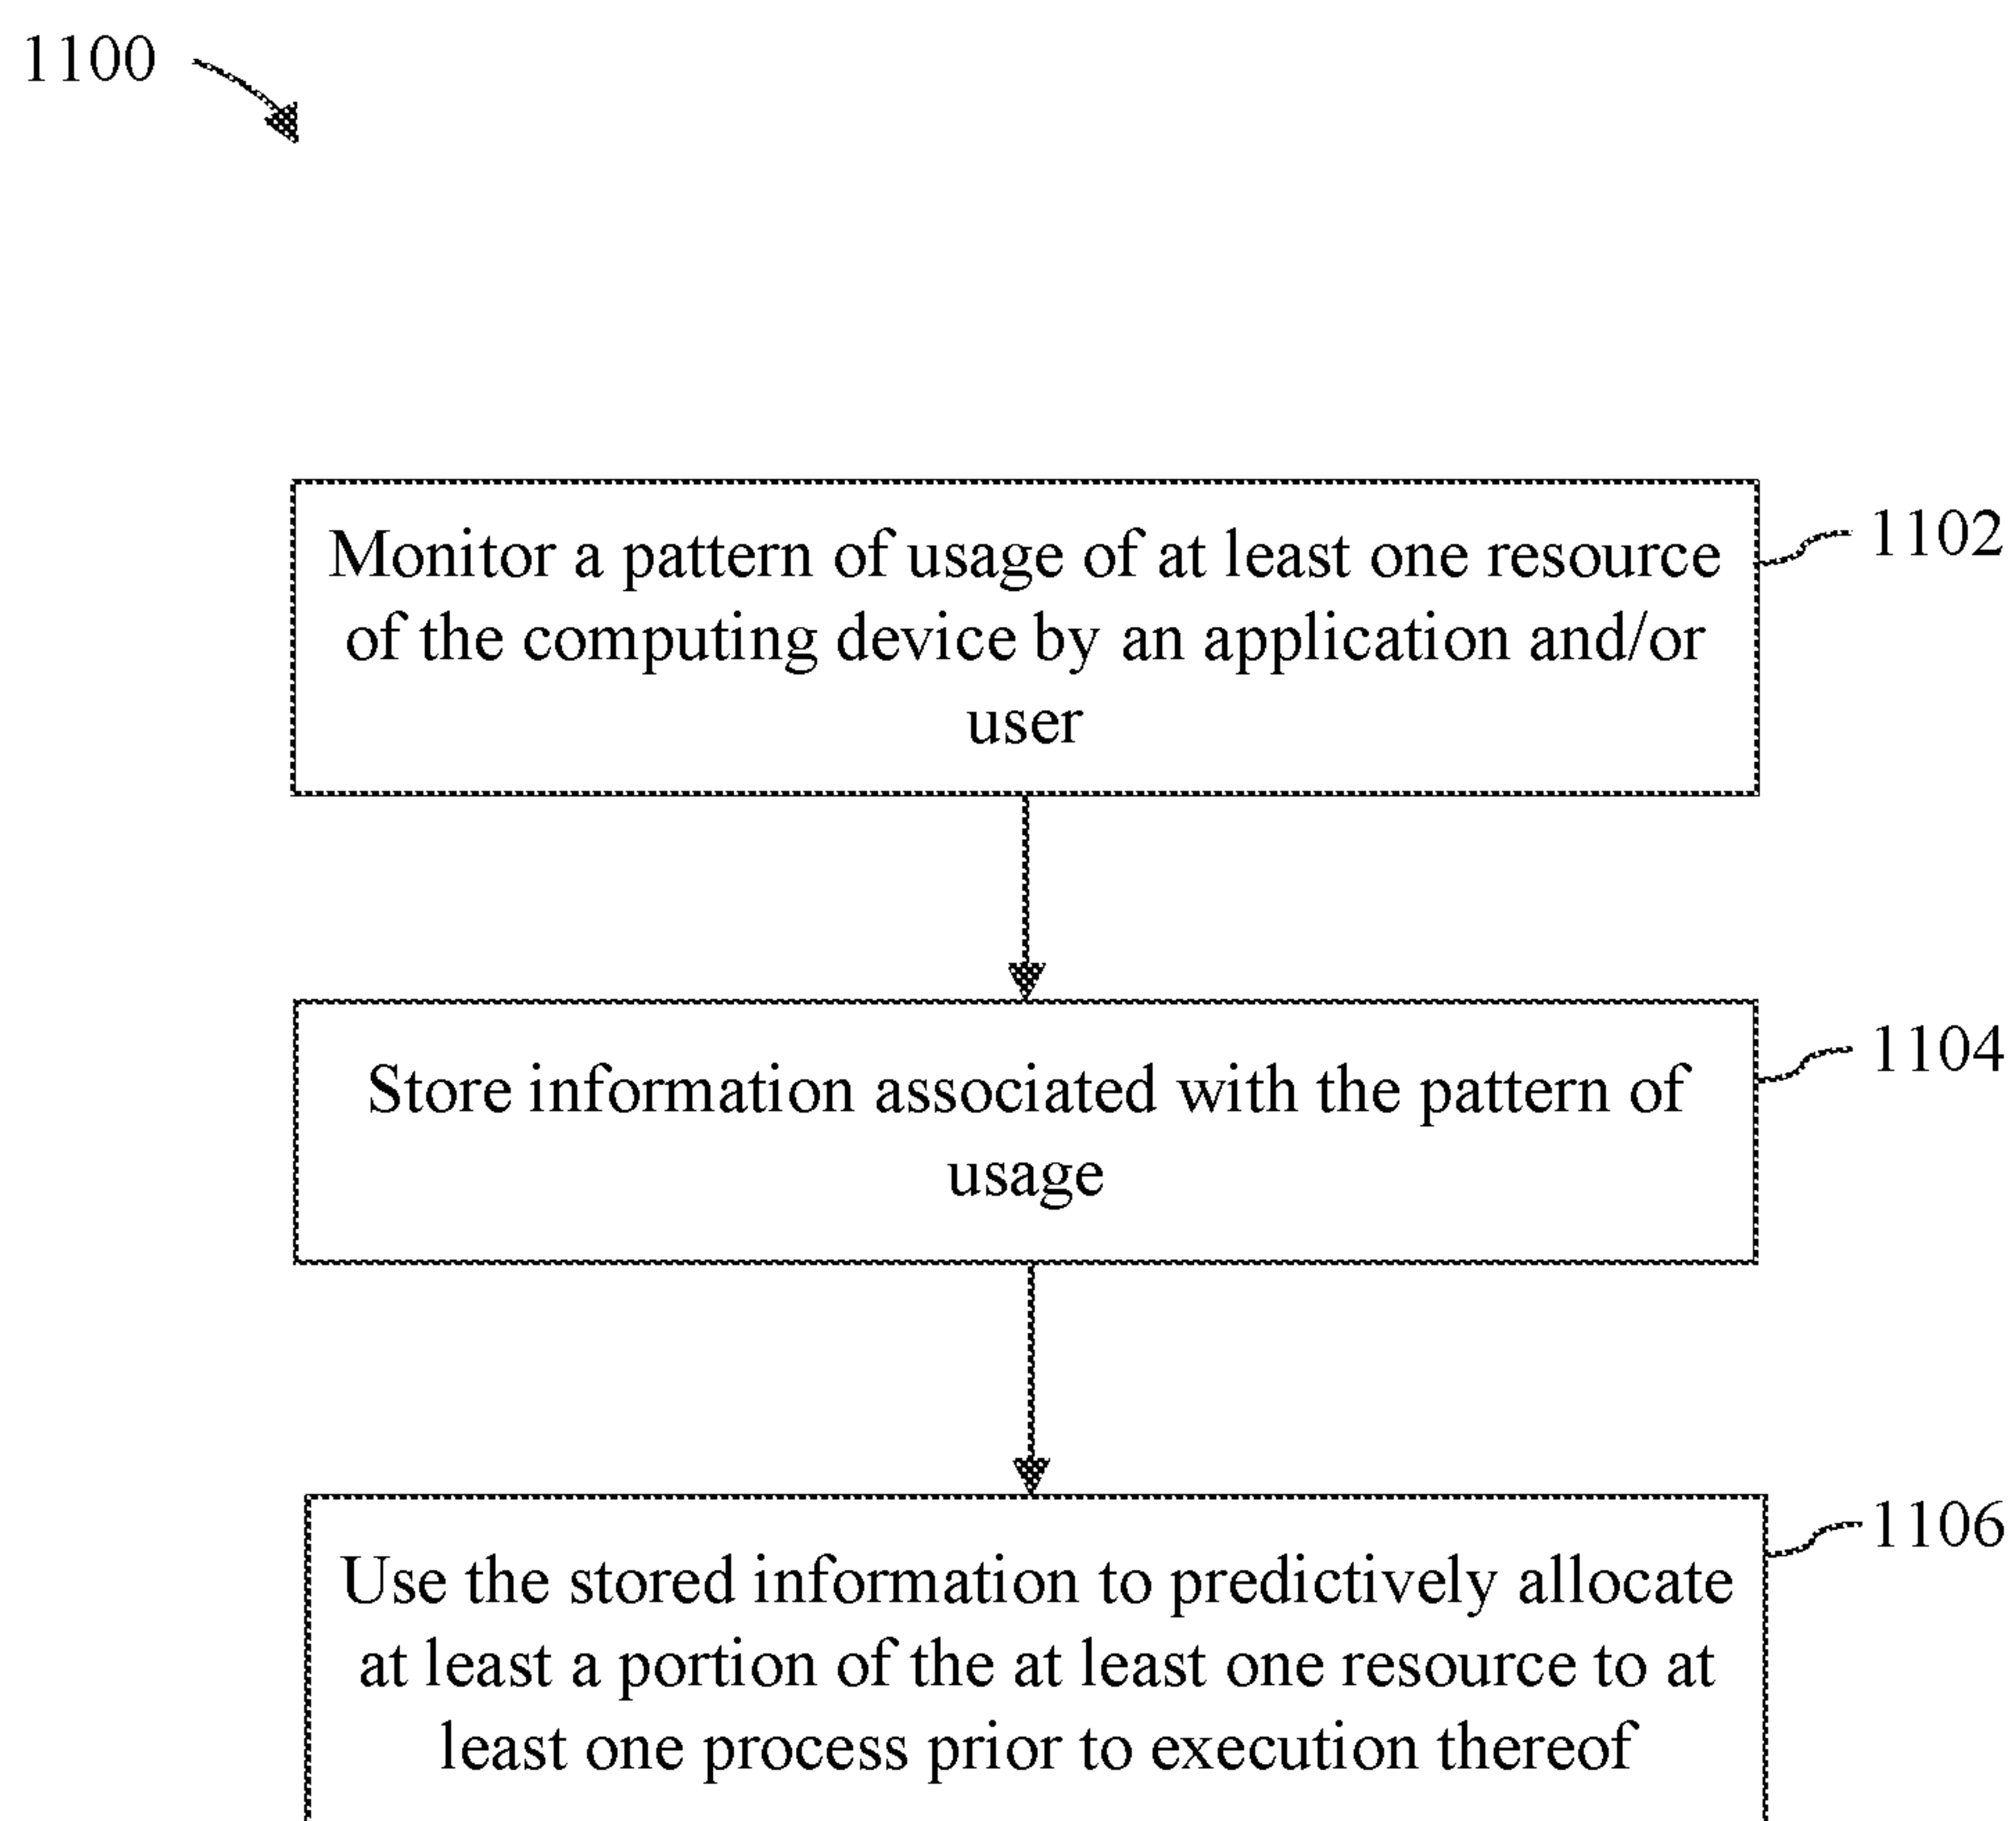 1100
Monitor a pattern of usage of at least one resource
of the computing device by an application and/or
user
1102
Store information associated with the pattern of
usage
1104
Use the stored information to predictively allocate
at least a portion of the at least one resource to at
least one process prior to execution thereof
1106